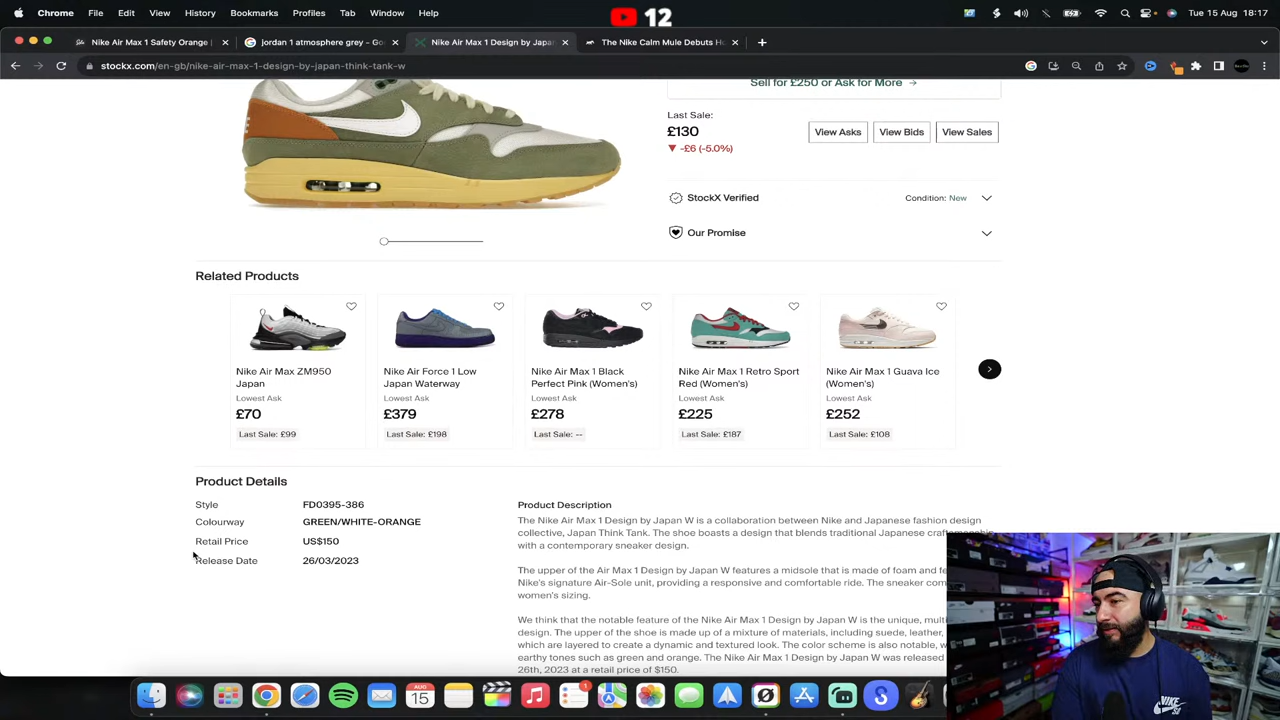 Chrome File Edit View History Bookmarks Profiles Tab Window Help
12
Tue 15 Aug 18:17
Nike Air Max 1 Safety Orange
jordan 1 atmosphere grey - Go
Nike Air Max 1 Design by Japan
The Nike Calm Mule Debuts Ho
stockx.com/en-gb/nike-air-max-1-design-by-japan-think-tank-w
Sell for £250 or Ask for More →
Last Sale:
£130
▼ -£6 (-5.0%)
View Asks View Bids View Sales
StockX Verified
Condition: New
Our Promise
Related Products
Nike Air Max ZM950
Japan
Lowest Ask
£70
Last Sale: £99
Nike Air Force 1 Low
Japan Waterway
Lowest Ask
£379
Last Sale: £198
Nike Air Max 1 Black
Perfect Pink (Women's)
Lowest Ask
£278
Last Sale: --
Nike Air Max 1 Retro Sport
Red (Women's)
Lowest Ask
£225
Last Sale: £187
Nike Air Max 1 Guava Ice
(Women's)
Lowest Ask
£252
Last Sale: £108
Product Details
Style FD0395-386
Colourway GREEN/WHITE-ORANGE
Retail Price US$150
Release Date 26/03/2023
Product Description
The Nike Air Max 1 Design by Japan W is a collaboration between Nike and Japanese fashion design
collective, Japan Think Tank. The shoe boasts a design that blends traditional Japanese craftsmanship
with a contemporary sneaker design.
The upper of the Air Max 1 Design by Japan W features a midsole that is made of foam and fe
Nike's signature Air-Sole unit, providing a responsive and comfortable ride. The sneaker com
women's sizing.
We think that the notable feature of the Nike Air Max 1 Design by Japan W is the unique, mult
design. The upper of the shoe is made up of a mixture of materials, including suede, leather,
which are layered to create a dynamic and textured look. The color scheme is also notable, w
earthy tones such as green and orange. The Nike Air Max 1 Design by Japan W was released
26th, 2023 at a retail price of $150.
AUG
15
1
NIKE